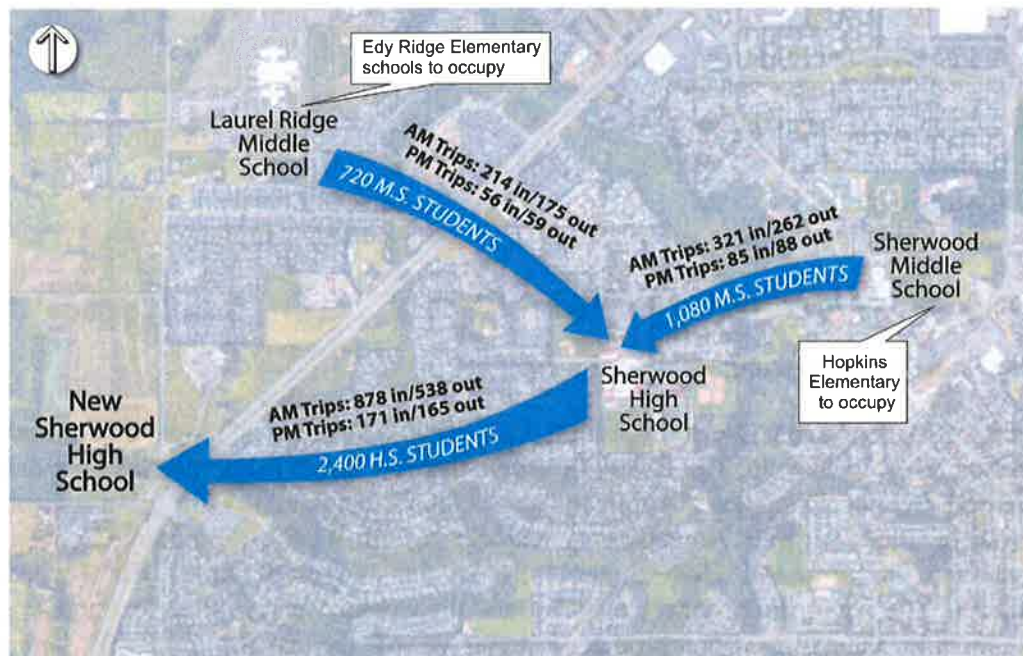 Edy Ridge Elementary
schools to occupy
Laurel Ridge
Middle
School
AM Trips: 214 in/175 out
PM Trips: 56 in/59 out
720 M.S. STUDENTS
AM Trips: 321 in/262 out
PM Trips: 85 in/88 out
1,080 M.S. STUDENTS
Sherwood
Middle
School
Hopkins
Elementary
to occupy
Sherwood
High
School
AM Trips: 878 in/538 out
PM Trips: 171 in/165 out
2,400 H.S. STUDENTS
New
Sherwood
High
School